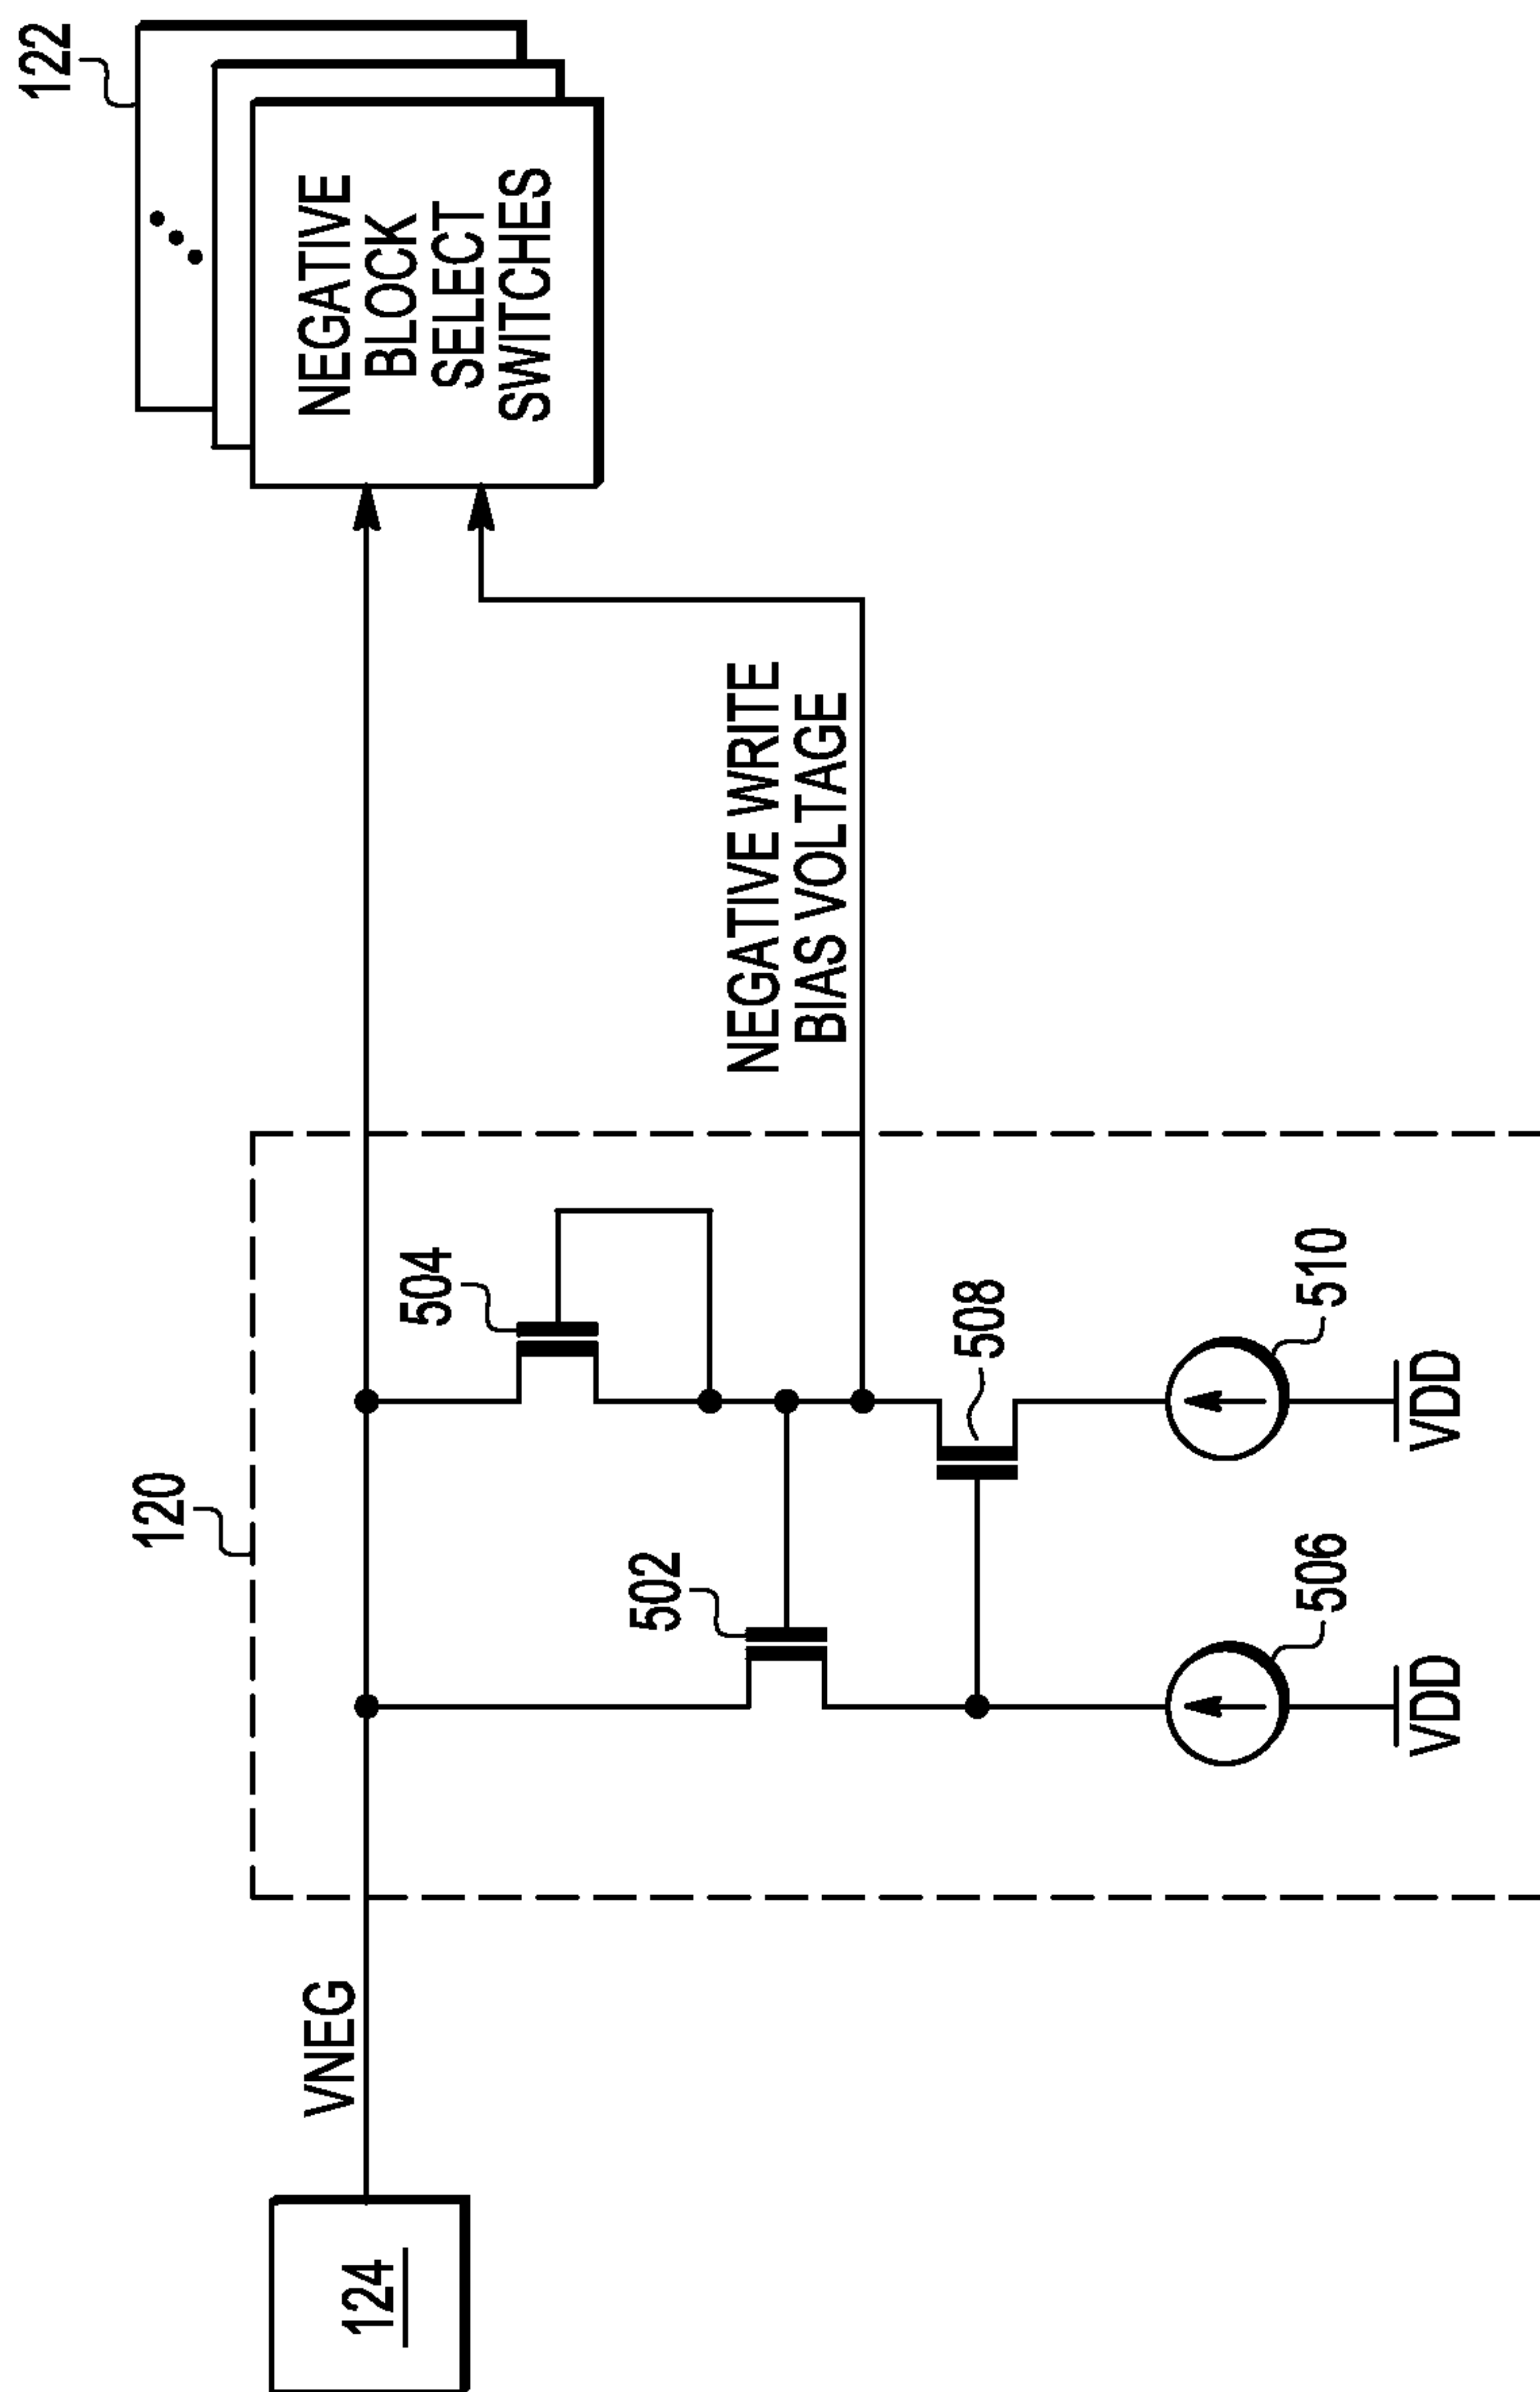 122
NEGATIVE
BLOCK
SELECT
SWITCHES
NEGATIVE WRITE
BIAS VOLTAGE
120
504
502
508
510
506
VDD
VDD
VNEG
124